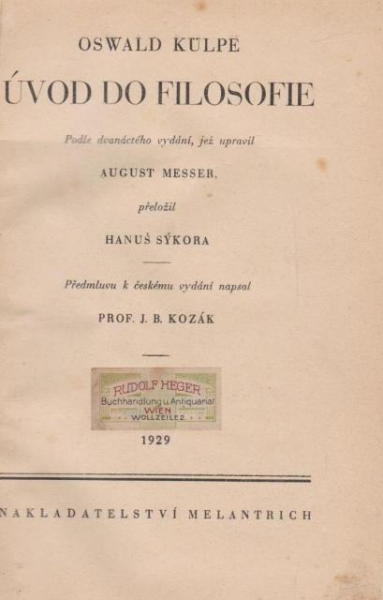 OSWALD KÜLPE
ÚVOD DO FILOSOFIE
Podle dvanáctého vydání, jež upravil
AUGUST MESSER,
přeložil
HANUŠ SÝKORA
Předmluvu k českému vydání napsal
PROF. J. B. KOZÁK
RUDOLF HEGER
Buchhandlung u. Antiquariat
WIEN
WOLLZEILE 2.
1929
NAKLADATELSTVÍ MELANTRICH